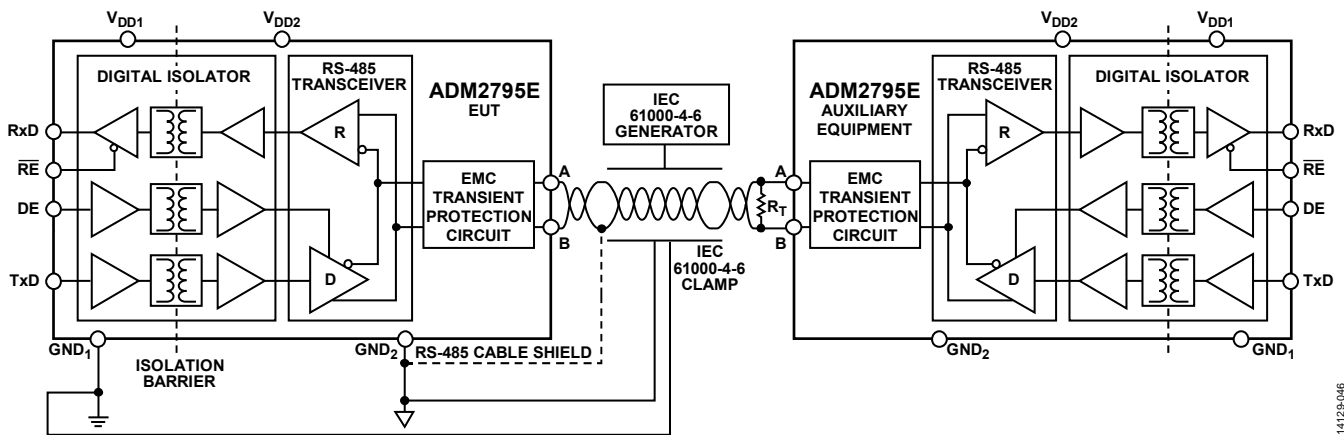 VDD1
VDD2
DIGITAL ISOLATOR
RS-485
TRANSCEIVER
ADM2795E
EUT
RxD
RE
DE
TxD
R
D
EMC
TRANSIENT
PROTECTION
CIRCUIT
A
B
GND1
GND2
ISOLATION
BARRIER
RS-485 CABLE SHIELD
IEC
61000-4-6
GENERATOR
IEC
61000-4-6
CLAMP
RT
VDD2
VDD1
ADM2795E
AUXILIARY
EQUIPMENT
RS-485
TRANSCEIVER
DIGITAL ISOLATOR
A
B
EMC
TRANSIENT
PROTECTION
CIRCUIT
R
D
RxD
RE
DE
TxD
GND2
GND1
14129-046